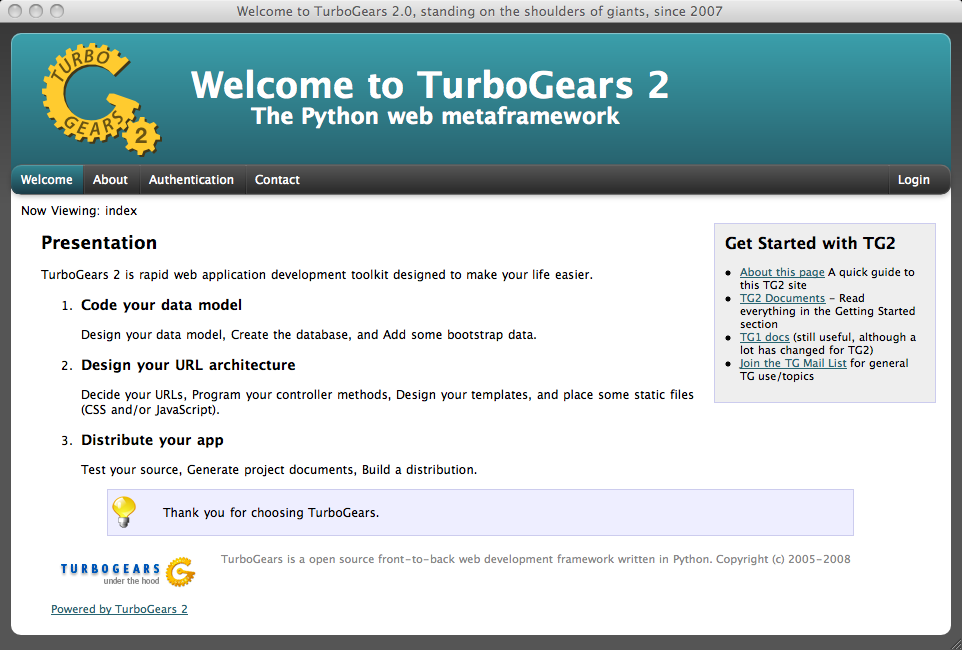 Welcome to TurboGears 2.0, standing on the shoulders of giants, since 2007
TURBO
GEARS
2
Welcome to TurboGears 2
The Python web metaframework
Welcome About Authentication Contact Login
Now Viewing: index
Presentation
TurboGears 2 is rapid web application development toolkit designed to make your life easier.
1. Code your data model
Design your data model, Create the database, and Add some bootstrap data.
2. Design your URL architecture
Decide your URLs, Program your controller methods, Design your templates, and place some static files
(CSS and/or JavaScript).
3. Distribute your app
Test your source, Generate project documents, Build a distribution.
Thank you for choosing TurboGears.
Get Started with TG2
• About this page A quick guide to
this TG2 site
• TG2 Documents – Read
everything in the Getting Started
section
• TG1 docs (still useful, although a
lot has changed for TG2)
• Join the TG Mail List for general
TG use/topics
TURBOGEARS
under the hood
TurboGears is a open source front-to-back web development framework written in Python. Copyright (c) 2005-2008
Powered by TurboGears 2